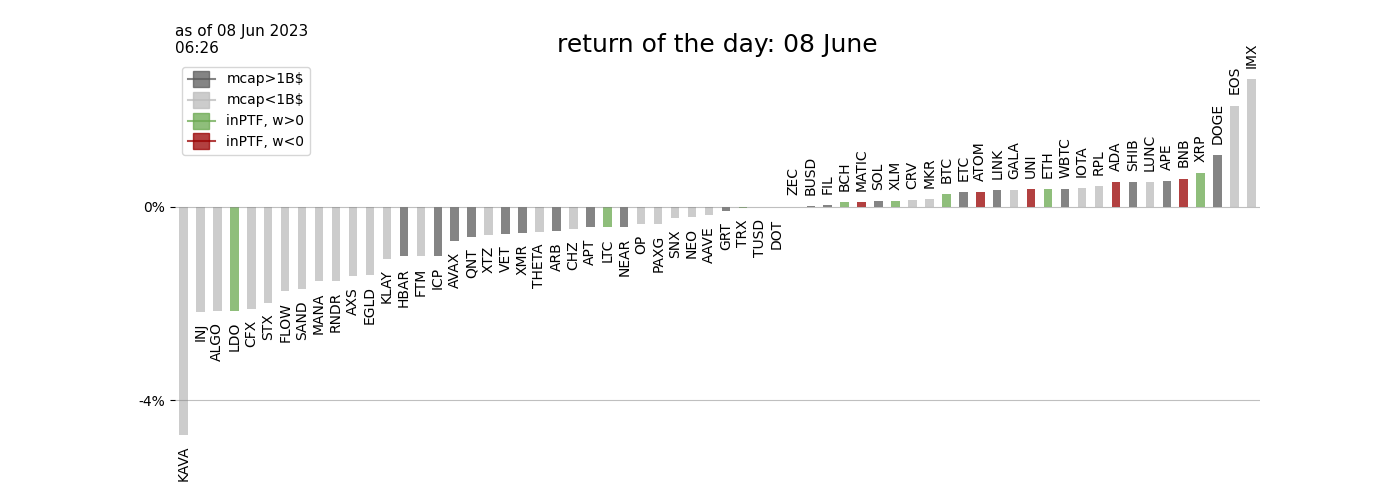 as of 08 Jun 2023
06:26
return of the day: 08 June
mcap>1B$
mcap<1B$
inPTF, w>0
inPTF, w<0
0%
-4%
KAVA
INJ
ALGO
LDO
CFX
STX
FLOW
SAND
MANA
RNDR
AXS
EGLD
KLAY
HBAR
FTM
ICP
AVAX
QNT
XTZ
VET
XMR
THETA
ARB
CHZ
APT
LTC
NEAR
OP
PAXG
SNX
NEO
AAVE
GRT
TRX
TUSD
DOT
ZEC
BUSD
FIL
BCH
MATIC
SOL
XLM
CRV
MKR
BTC
ETC
ATOM
LINK
GALA
UNI
ETH
WBTC
IOTA
RPL
ADA
SHIB
LUNC
APE
BNB
XRP
DOGE
EOS
IMX